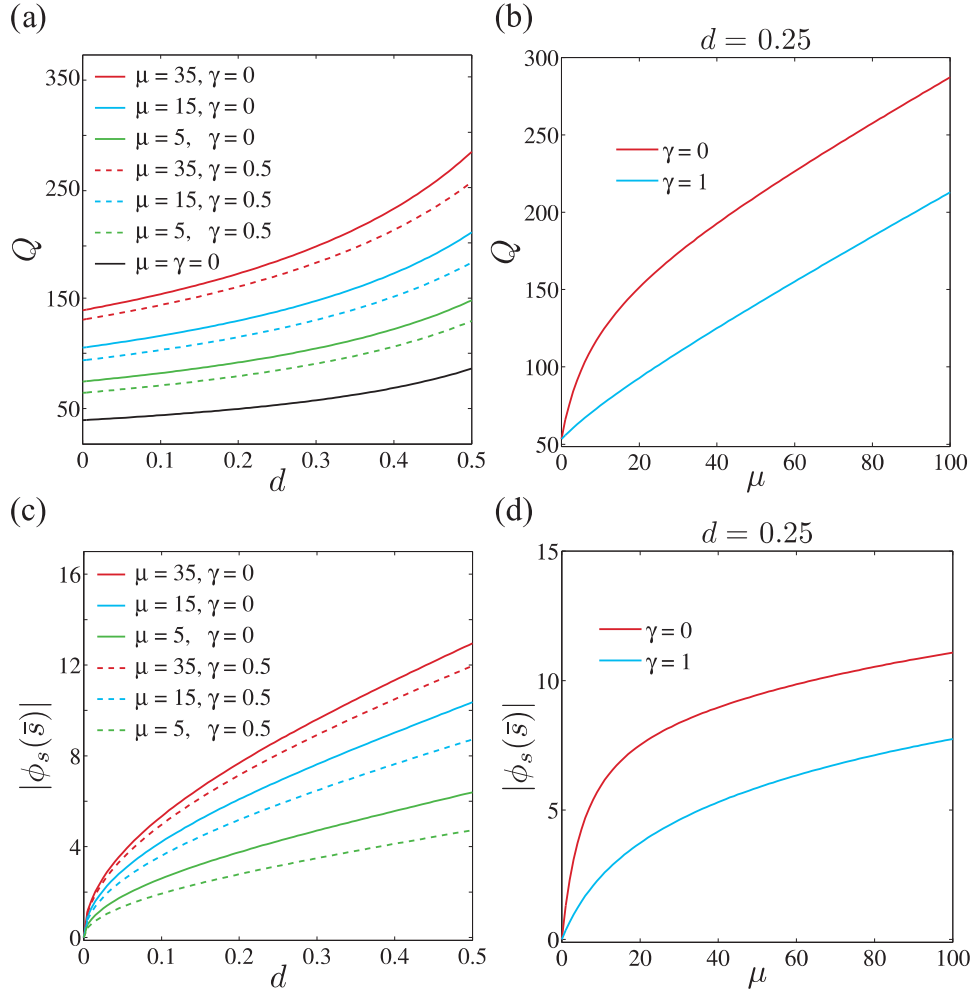 (a)
350
250
150
50
Q
μ = 35, γ = 0
μ = 15, γ = 0
μ = 5, γ = 0
μ = 35, γ = 0.5
μ = 15, γ = 0.5
μ = 5, γ = 0.5
μ = γ = 0
0 0.1 0.2 0.3 0.4 0.5
d
(b)
d = 0.25
300
250
200
150
100
50
Q
γ = 0
γ = 1
0 20 40 60 80 100
μ
(c)
16
12
8
4
0
|ϕ_s(s̄)|
μ = 35, γ = 0
μ = 15, γ = 0
μ = 5, γ = 0
μ = 35, γ = 0.5
μ = 15, γ = 0.5
μ = 5, γ = 0.5
0 0.1 0.2 0.3 0.4 0.5
d
(d)
d = 0.25
15
10
5
0
|ϕ_s(s̄)|
γ = 0
γ = 1
0 20 40 60 80 100
μ